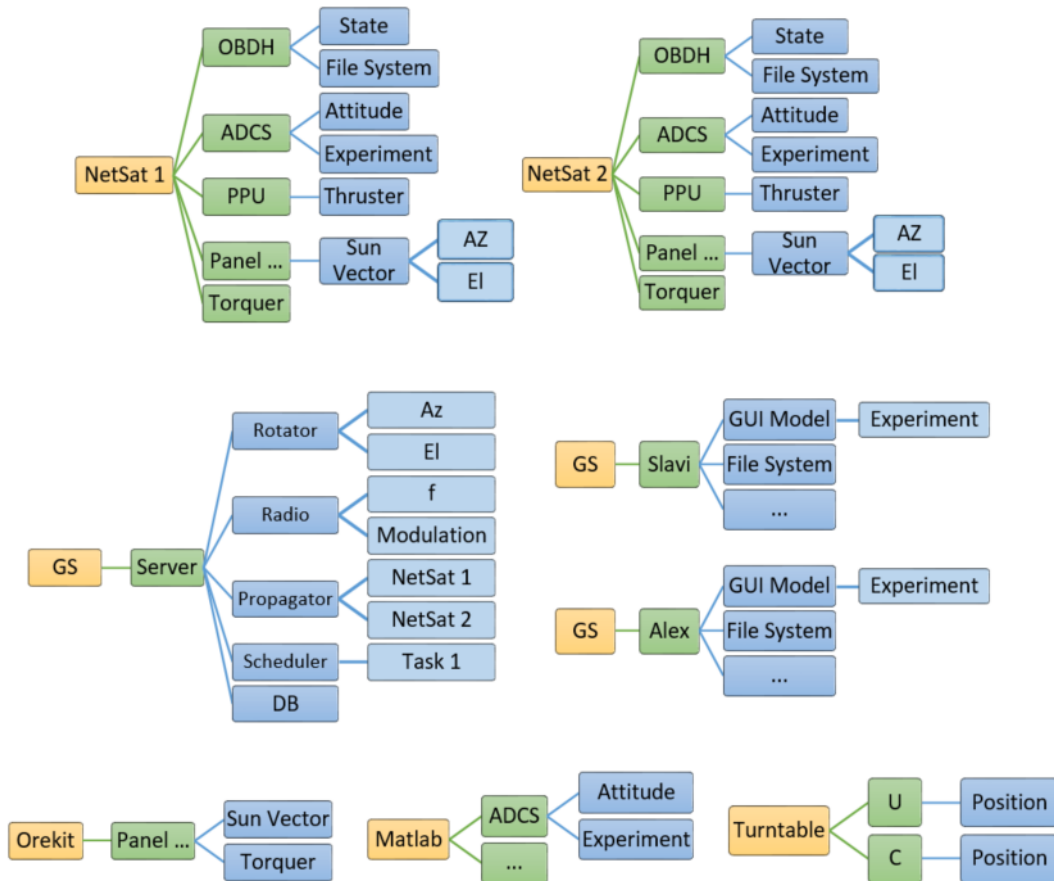 State
OBDH
File System
Attitude
ADCS
Experiment
NetSat 1
PPU
Thruster
Panel ...
Sun
Vector
AZ
El
Torquer
State
OBDH
File System
Attitude
ADCS
Experiment
NetSat 2
PPU
Thruster
Panel ...
Sun
Vector
AZ
El
Torquer
Az
Rotator
El
f
Radio
Modulation
GS
Server
NetSat 1
Propagator
NetSat 2
Scheduler
Task 1
DB
GUI Model
Experiment
GS
Slavi
File System
...
GUI Model
Experiment
GS
Alex
File System
...
Sun Vector
Orekit
Panel ...
Torquer
Attitude
ADCS
Matlab
Experiment
...
U
Position
Turntable
C
Position